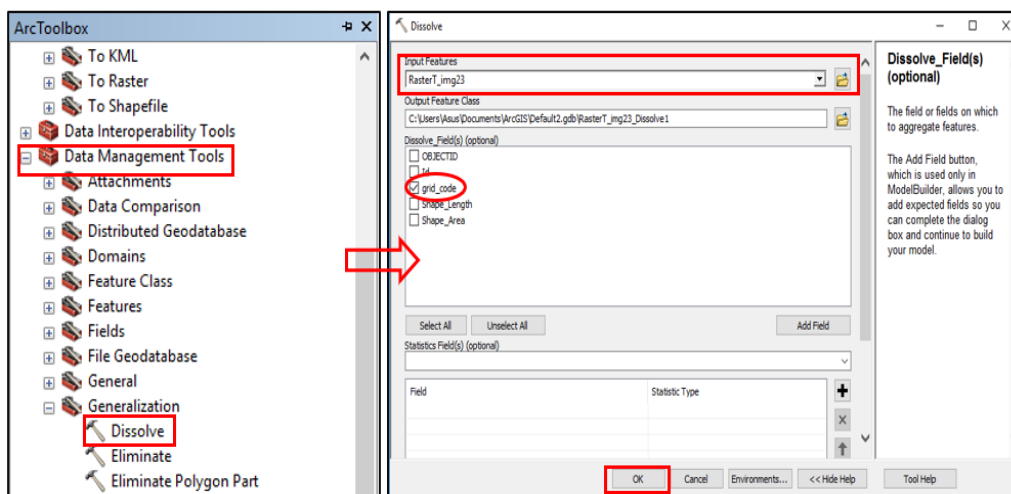 ArcToolbox
To KML
To Raster
To Shapefile
Data Interoperability Tools
Data Management Tools
Attachments
Data Comparison
Distributed Geodatabase
Domains
Feature Class
Features
Fields
File Geodatabase
General
Generalization
Dissolve
Eliminate
Eliminate Polygon Part
Dissolve
Input Features
RasterT_img23
Output Feature Class
C:\Users\Asus\Documents\ArcGIS\Default2.gdb\RasterT_img23_Dissolve1
Dissolve_Field(s) (optional)
OBJECTID
Id
grid_code
Shape_Length
Shape_Area
Select All
Unselect All
Add Field
Statistics Field(s) (optional)
Field
Statistic Type
OK
Cancel
Environments...
<< Hide Help
Tool Help
Dissolve_Field(s)
(optional)
The field or fields on which
to aggregate features.
The Add Field button,
which is used only in
ModelBuilder, allows you to
add expected fields so you
can complete the dialog
box and continue to build
your model.